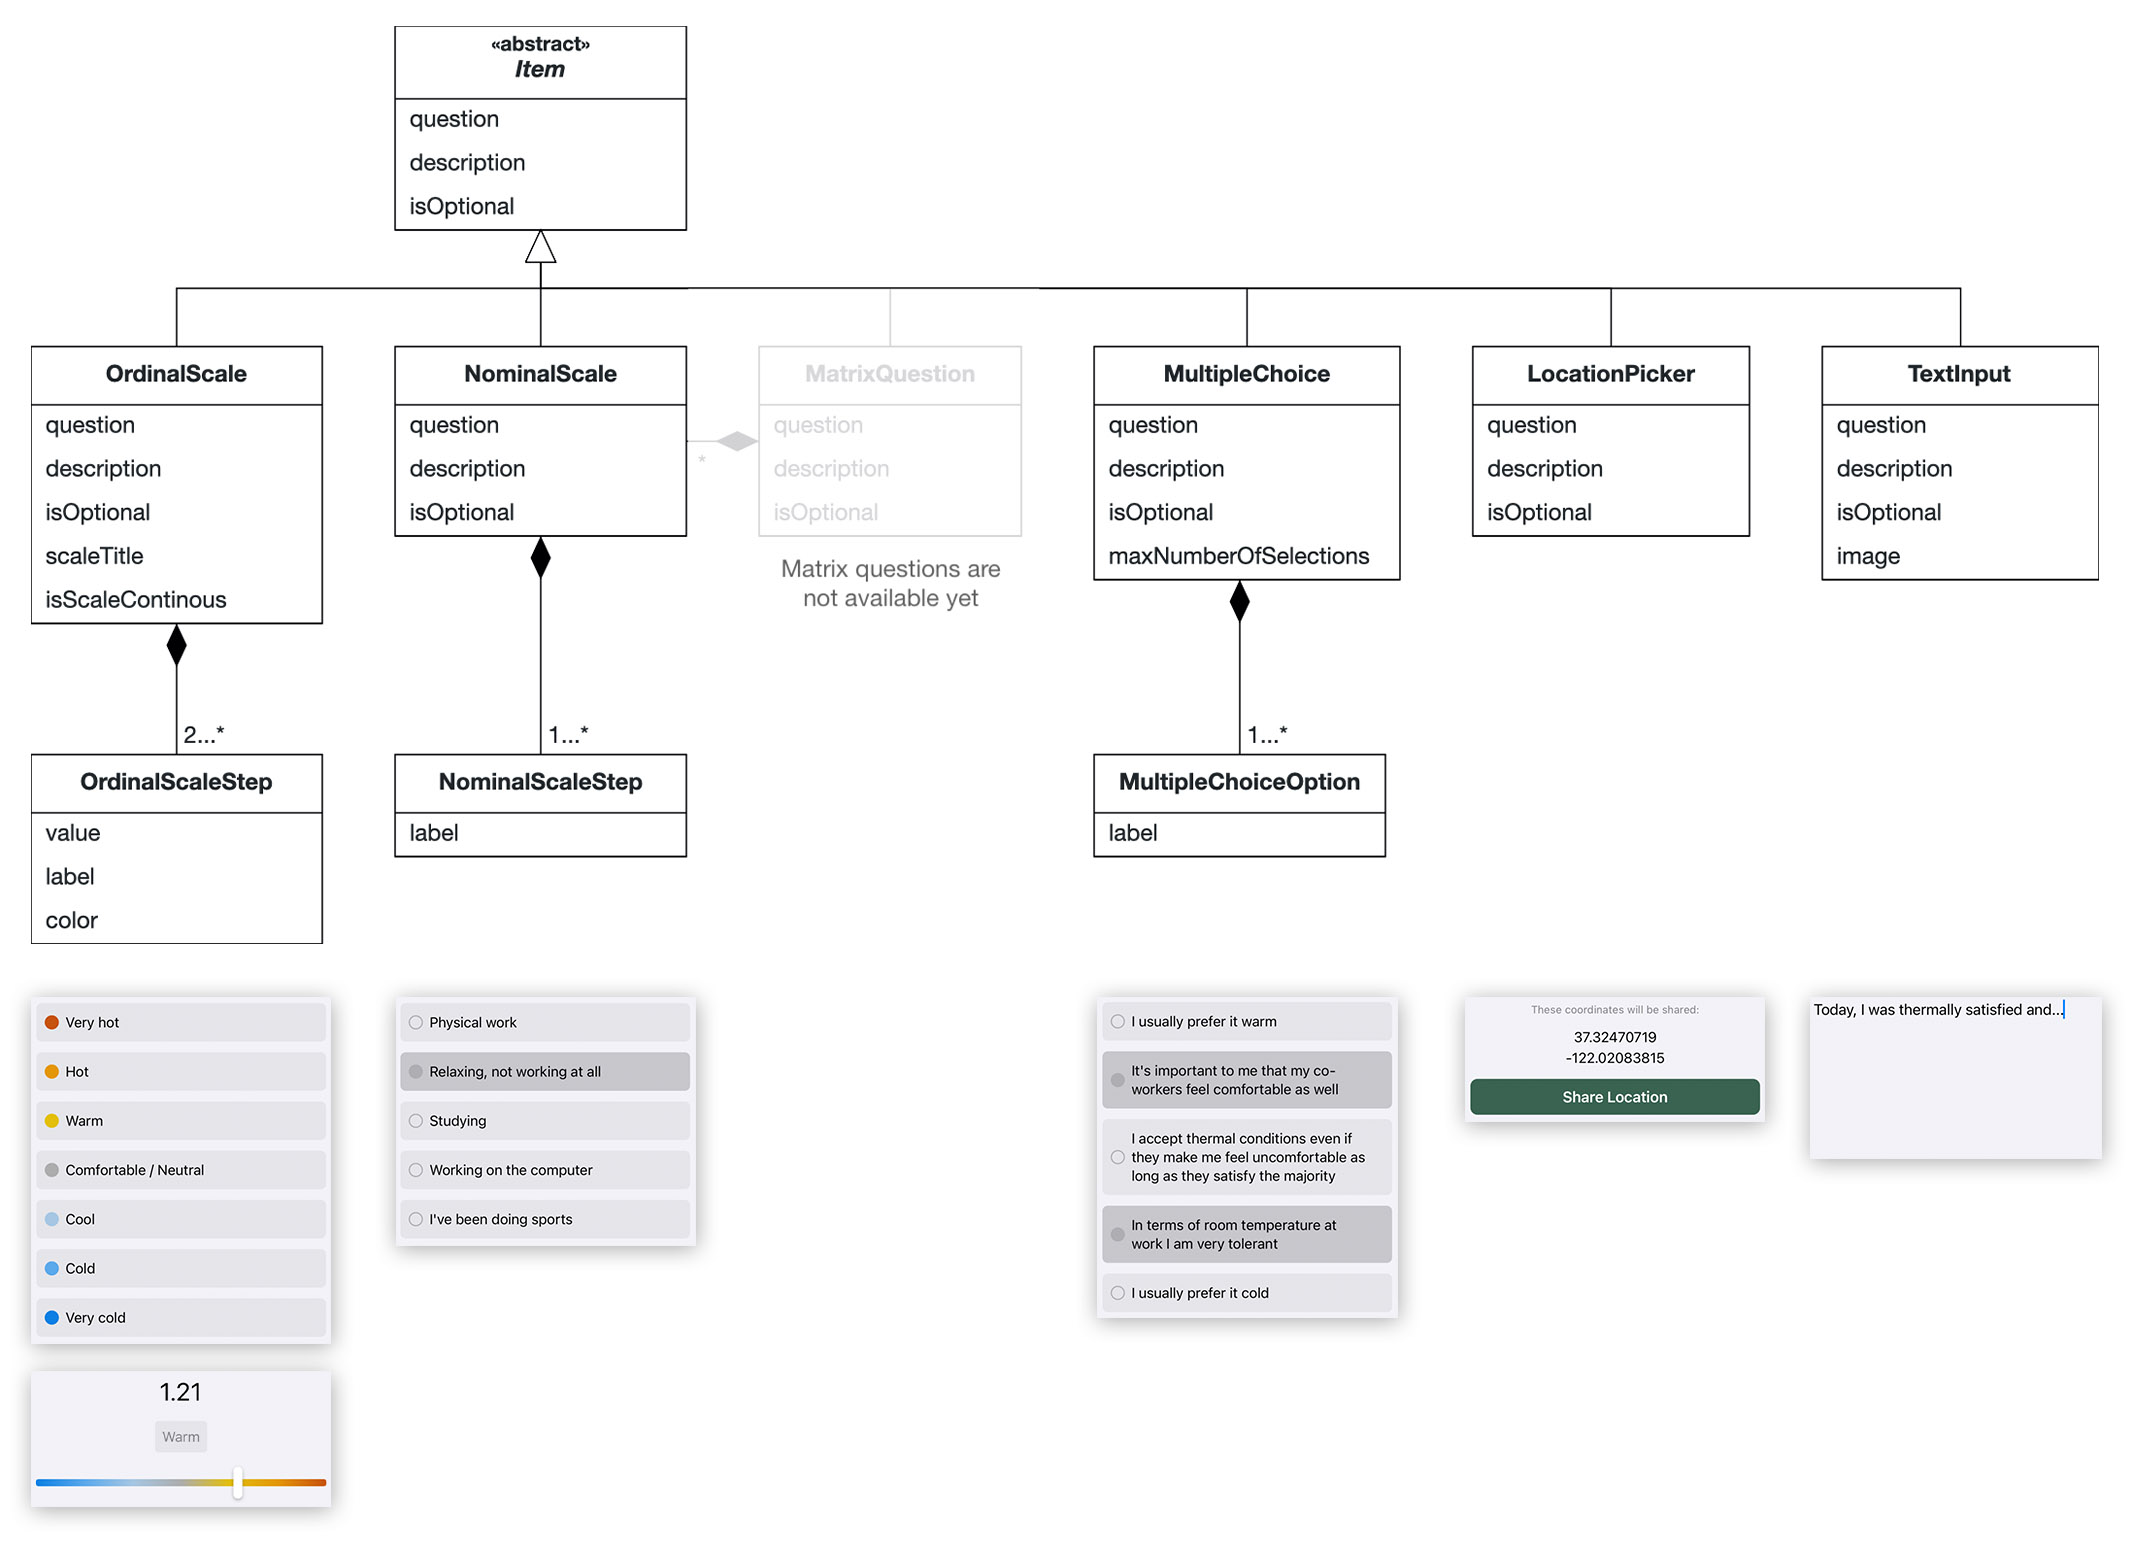 «abstract»
Item
question
description
isOptional
OrdinalScale
question
description
isOptional
scaleTitle
isScaleContinous
NominalScale
question
description
isOptional
*
MatrixQuestion
question
description
isOptional
Matrix questions are
not available yet
MultipleChoice
question
description
isOptional
maxNumberOfSelections
LocationPicker
question
description
isOptional
TextInput
question
description
isOptional
image
2...*
OrdinalScaleStep
value
label
color
1...*
NominalScaleStep
label
1...*
MultipleChoiceOption
label
Very hot
Hot
Warm
Comfortable / Neutral
Cool
Cold
Very cold
1.21
Warm
Physical work
Relaxing, not working at all
Studying
Working on the computer
I've been doing sports
I usually prefer it warm
It's important to me that my co-
workers feel comfortable as well
I accept thermal conditions even if
they make me feel uncomfortable as
long as they satisfy the majority
In terms of room temperature at
work I am very tolerant
I usually prefer it cold
These coordinates will be shared:
37.32470719
-122.02083815
Share Location
Today, I was thermally satisfied and...